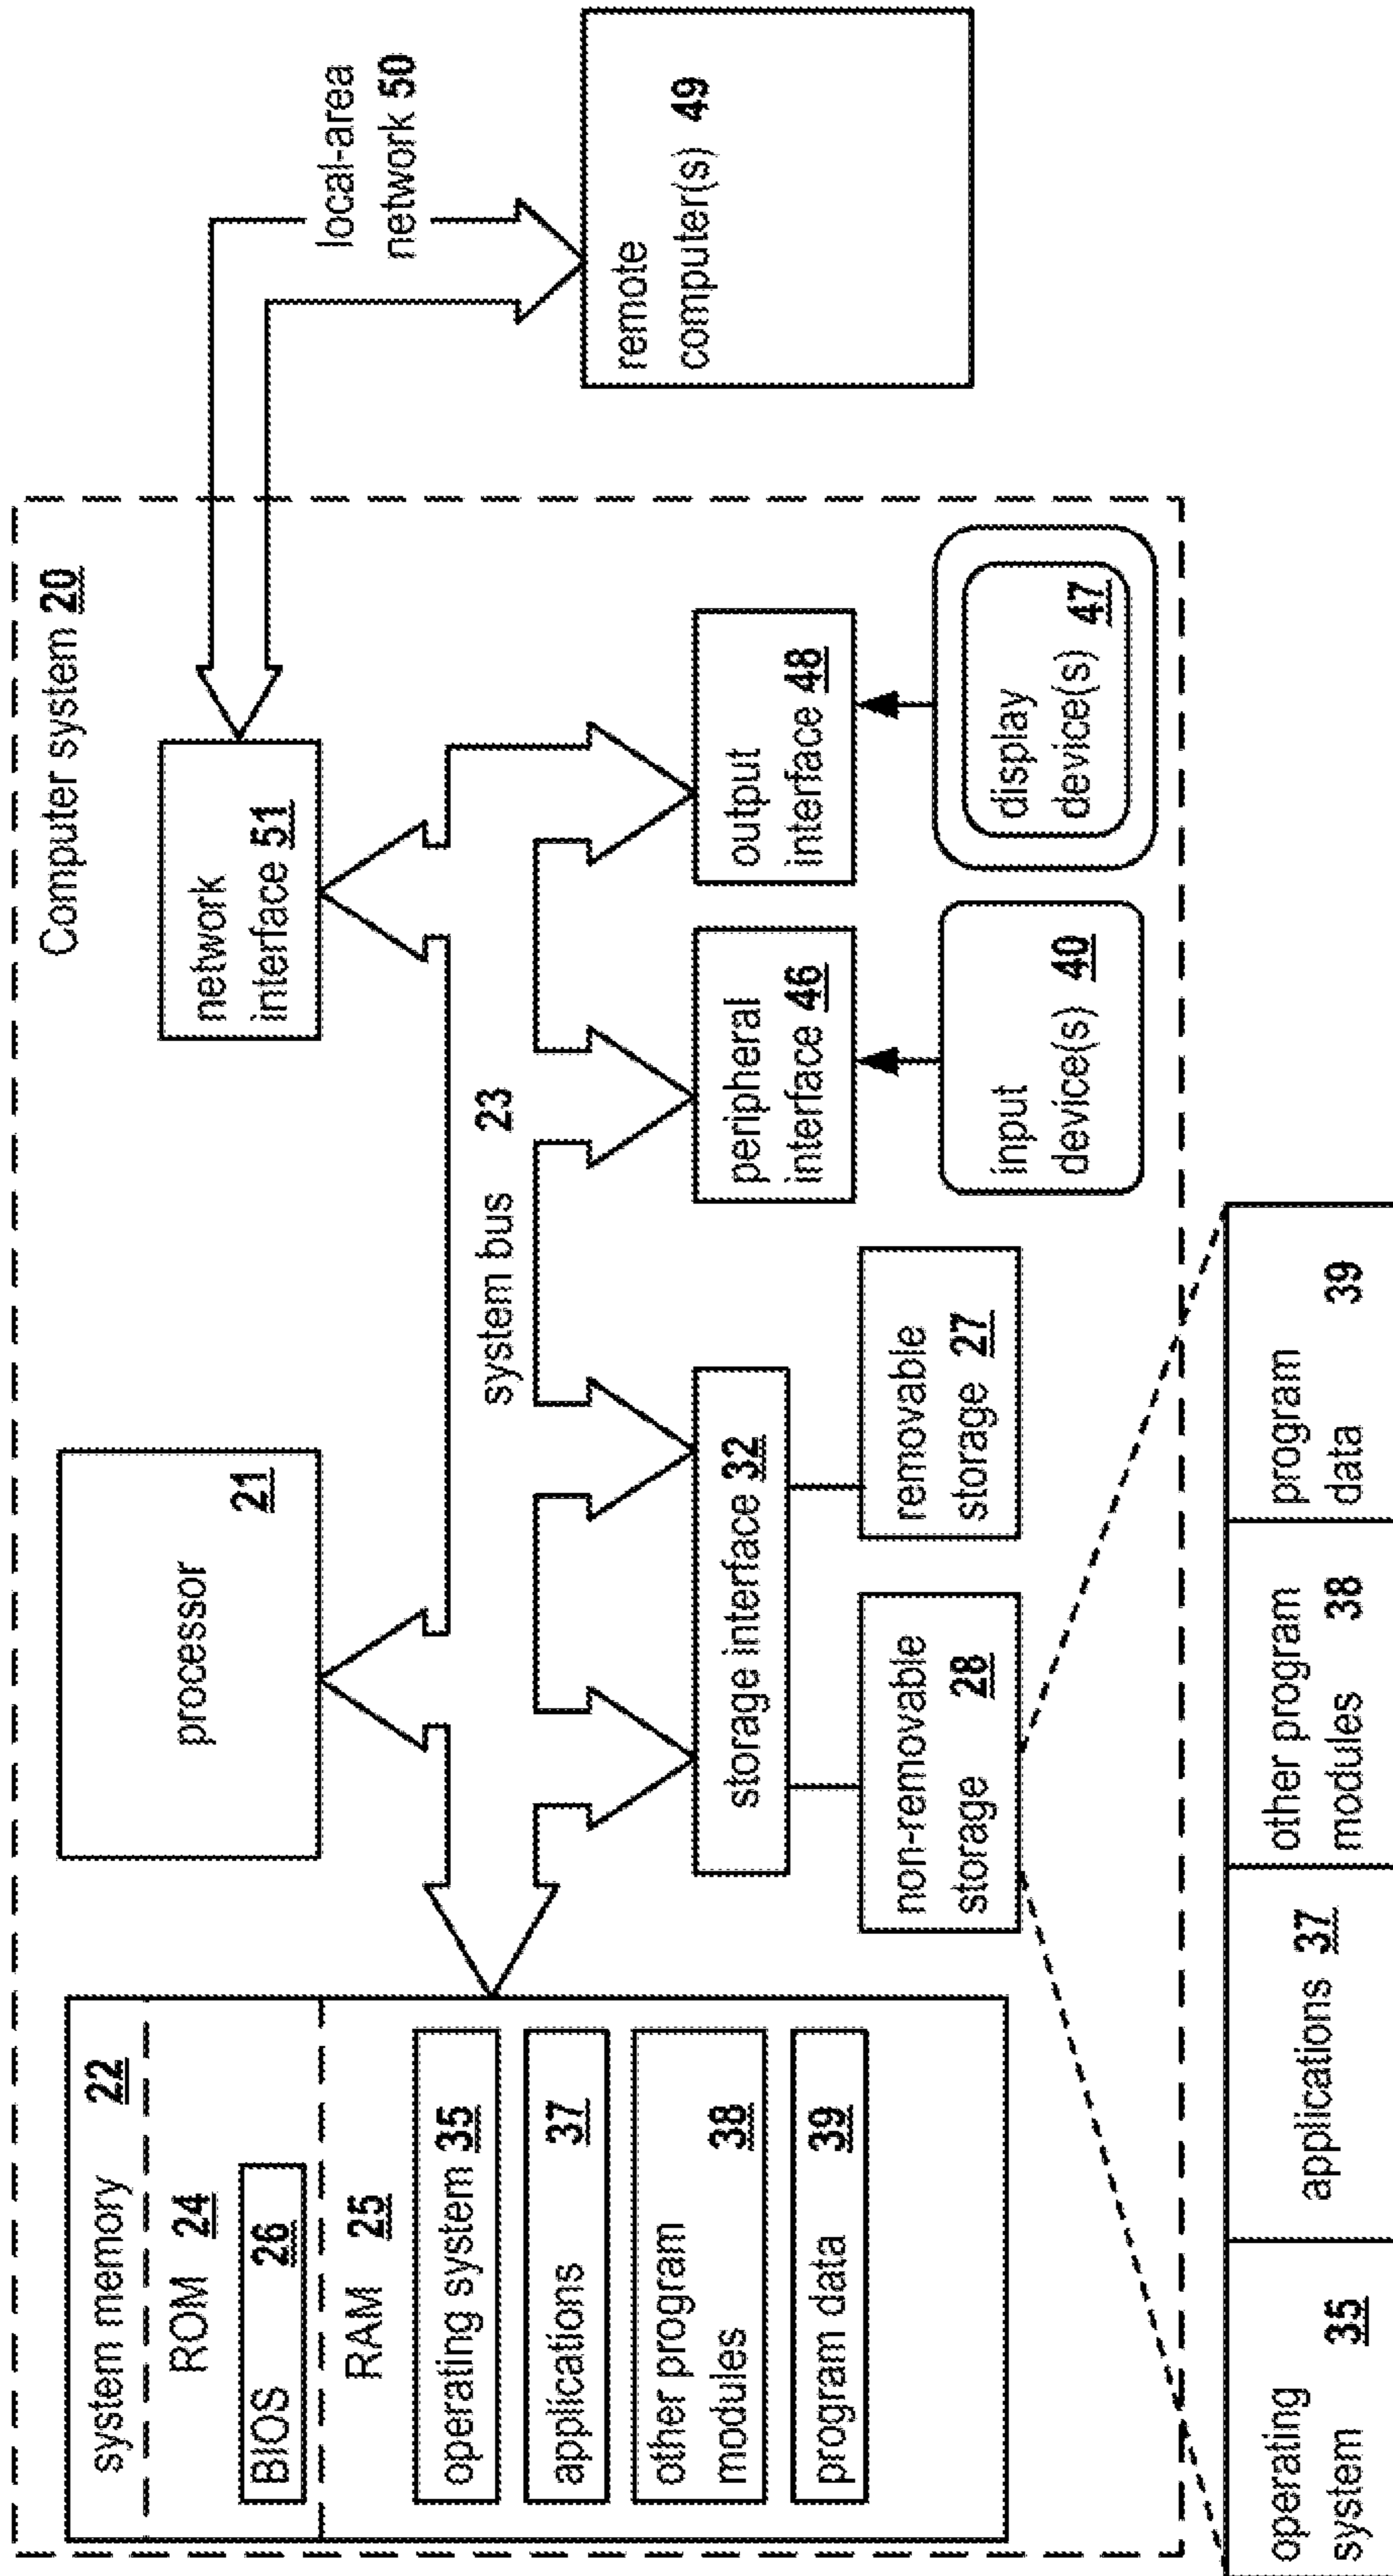 Computer system 20
system memory 22
ROM 24
BIOS 26
RAM 25
operating system 35
applications 37
other program
modules 38
program data 39
processor
21
network
interface 51
local-area
network 50
system bus 23
storage interface 32
peripheral
interface 46
output
interface 48
remote
computer(s) 49
non-removable
storage 28
removable
storage 27
input
device(s) 40
display
device(s) 47
operating
system 35
applications 37
other program
modules 38
program
data 39